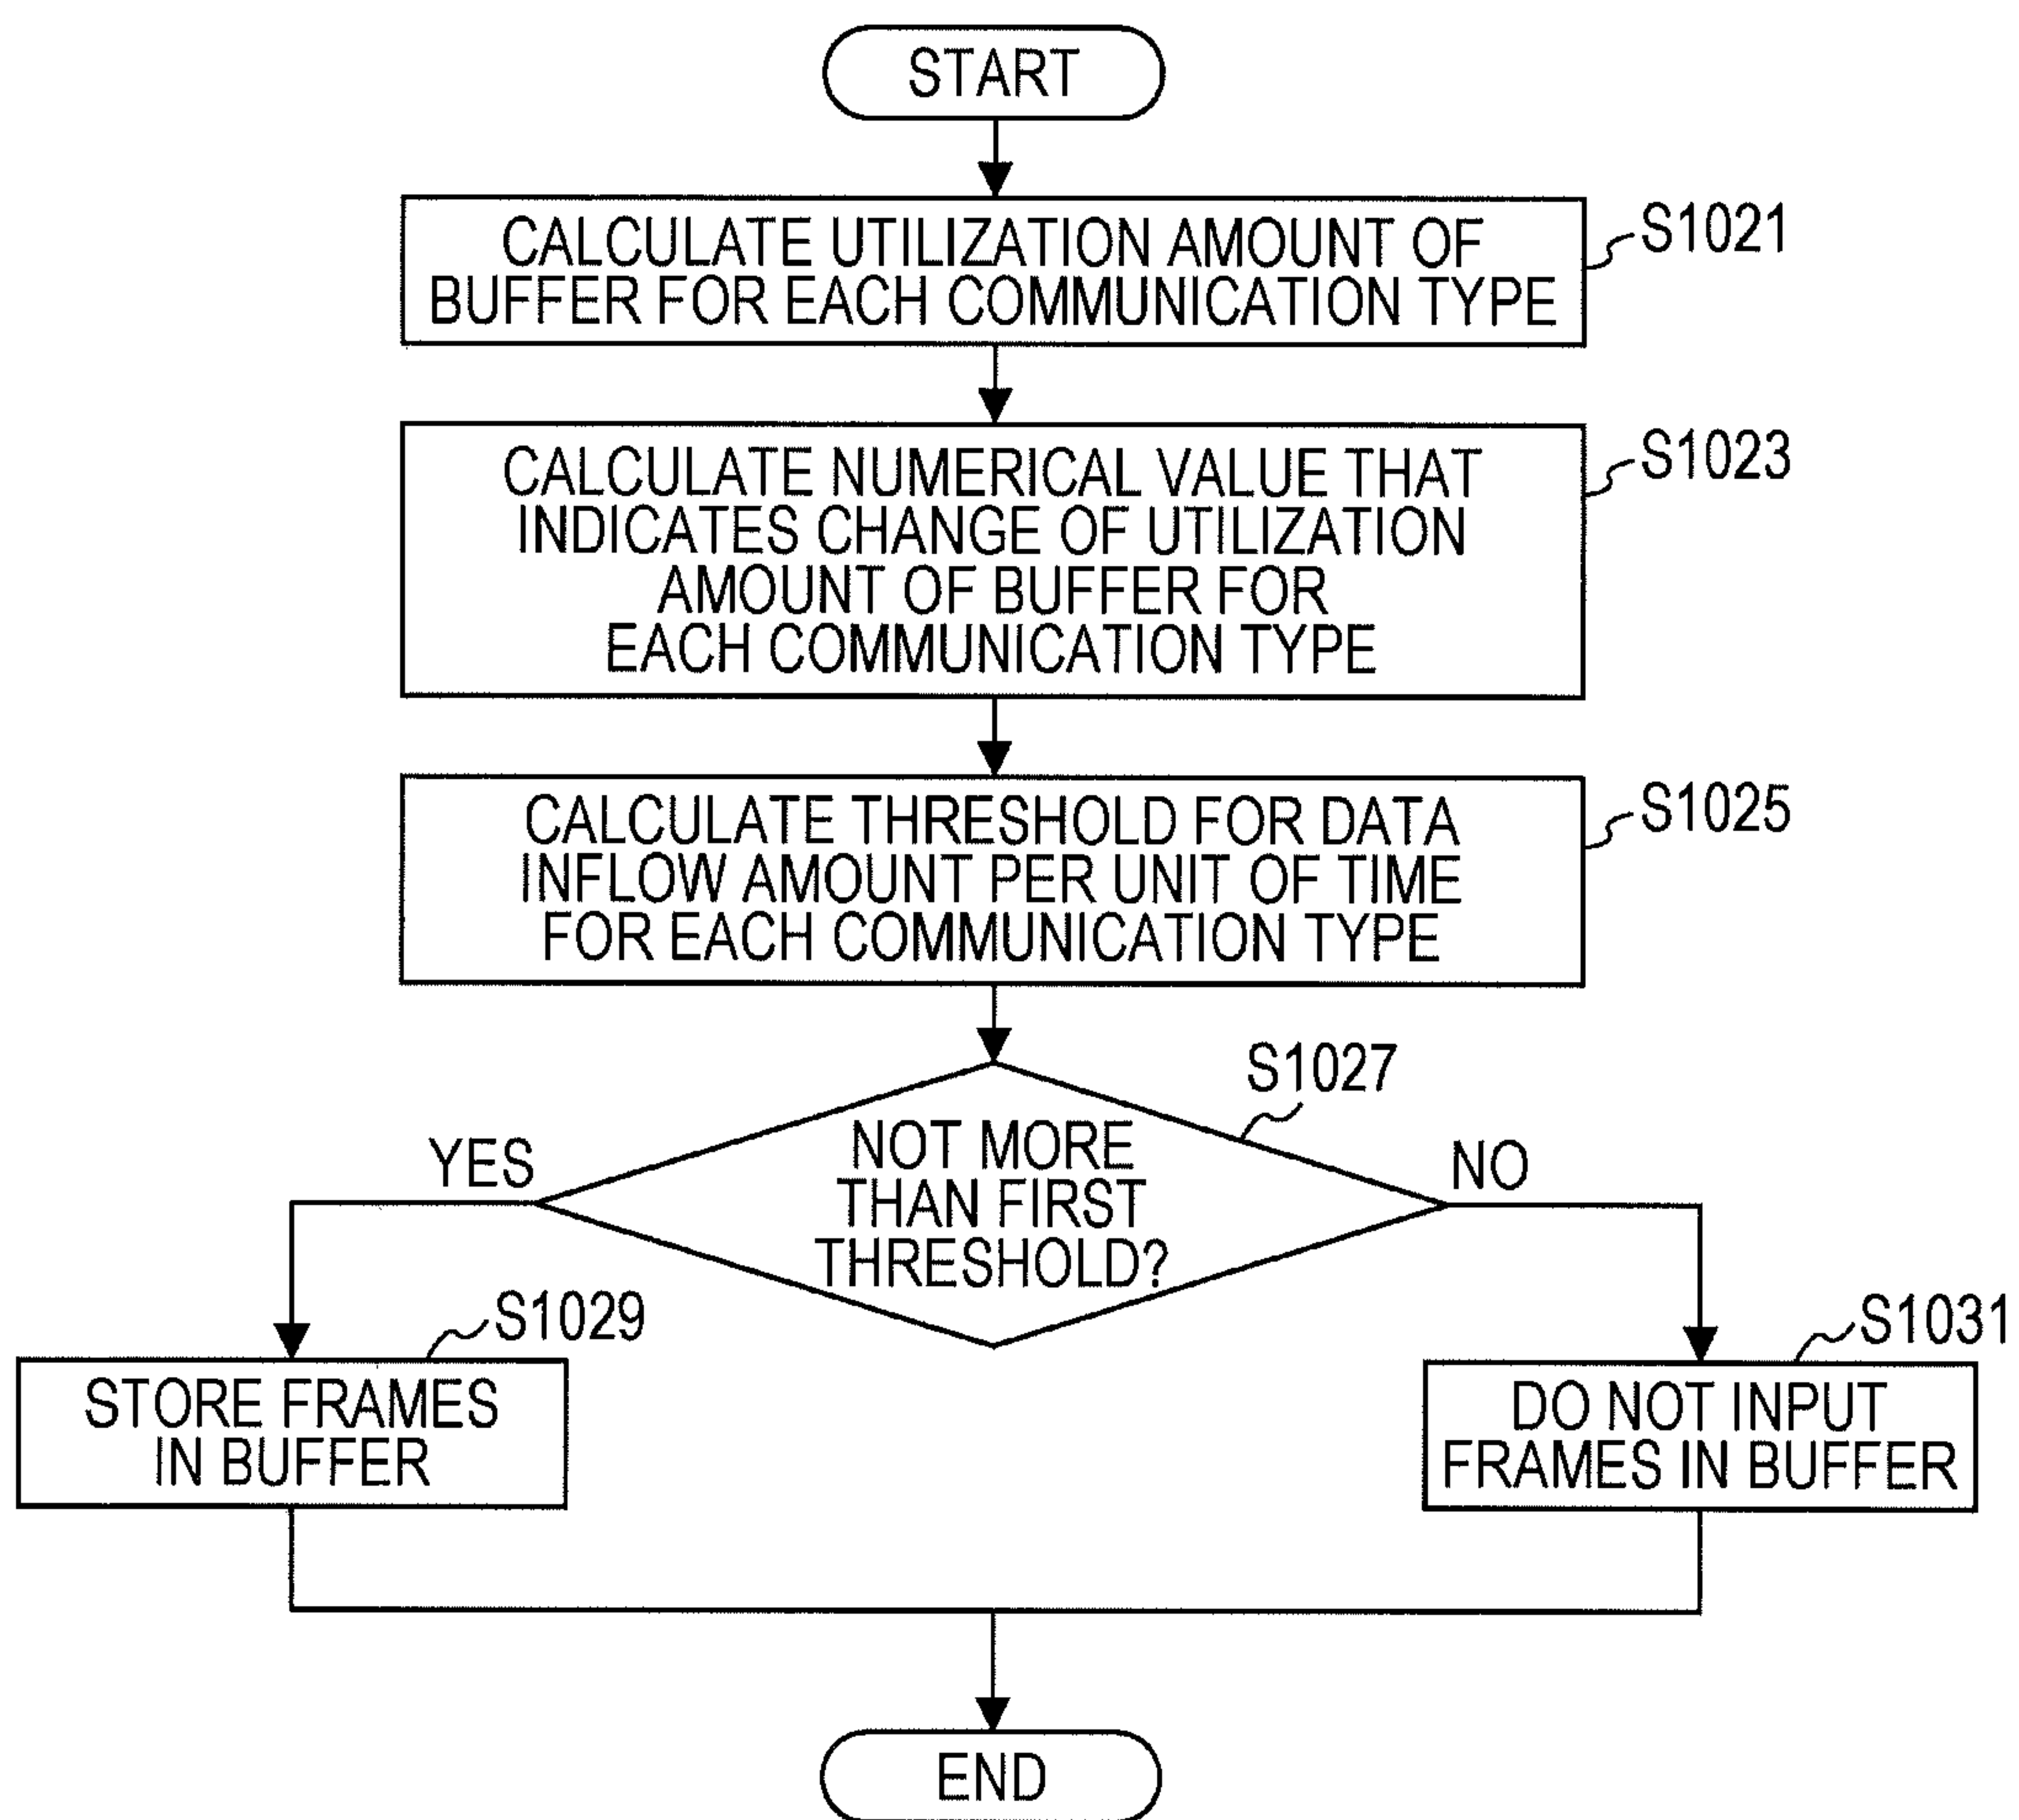 START
CALCULATE UTILIZATION AMOUNT OF
BUFFER FOR EACH COMMUNICATION TYPE
S1021
CALCULATE NUMERICAL VALUE THAT
INDICATES CHANGE OF UTILIZATION
AMOUNT OF BUFFER FOR
EACH COMMUNICATION TYPE
S1023
CALCULATE THRESHOLD FOR DATA
INFLOW AMOUNT PER UNIT OF TIME
FOR EACH COMMUNICATION TYPE
S1025
S1027
NOT MORE
THAN FIRST
THRESHOLD?
YES
NO
S1029
STORE FRAMES
IN BUFFER
S1031
DO NOT INPUT
FRAMES IN BUFFER
END